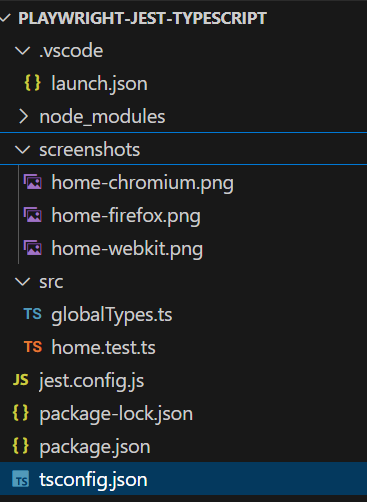 PLAYWRIGHT-JEST-TYPESCRIPT
.vscode
{} launch.json
node_modules
screenshots
home-chromium.png
home-firefox.png
home-webkit.png
src
TS globalTypes.ts
TS home.test.ts
JS jest.config.js
{} package-lock.json
{} package.json
TS tsconfig.json